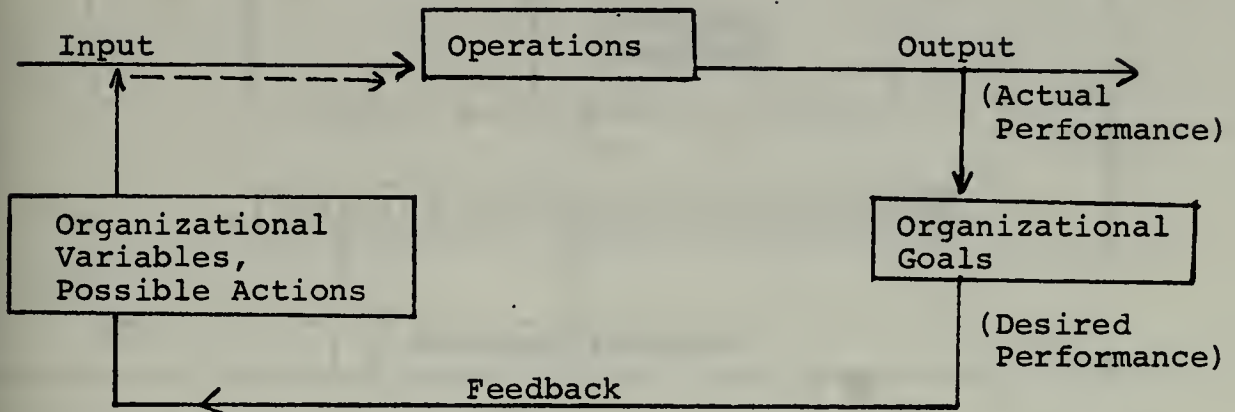 Input
Operations
Output
(Actual
Performance)
Organizational
Variables,
Possible Actions
Organizational
Goals
(Desired
Performance)
Feedback